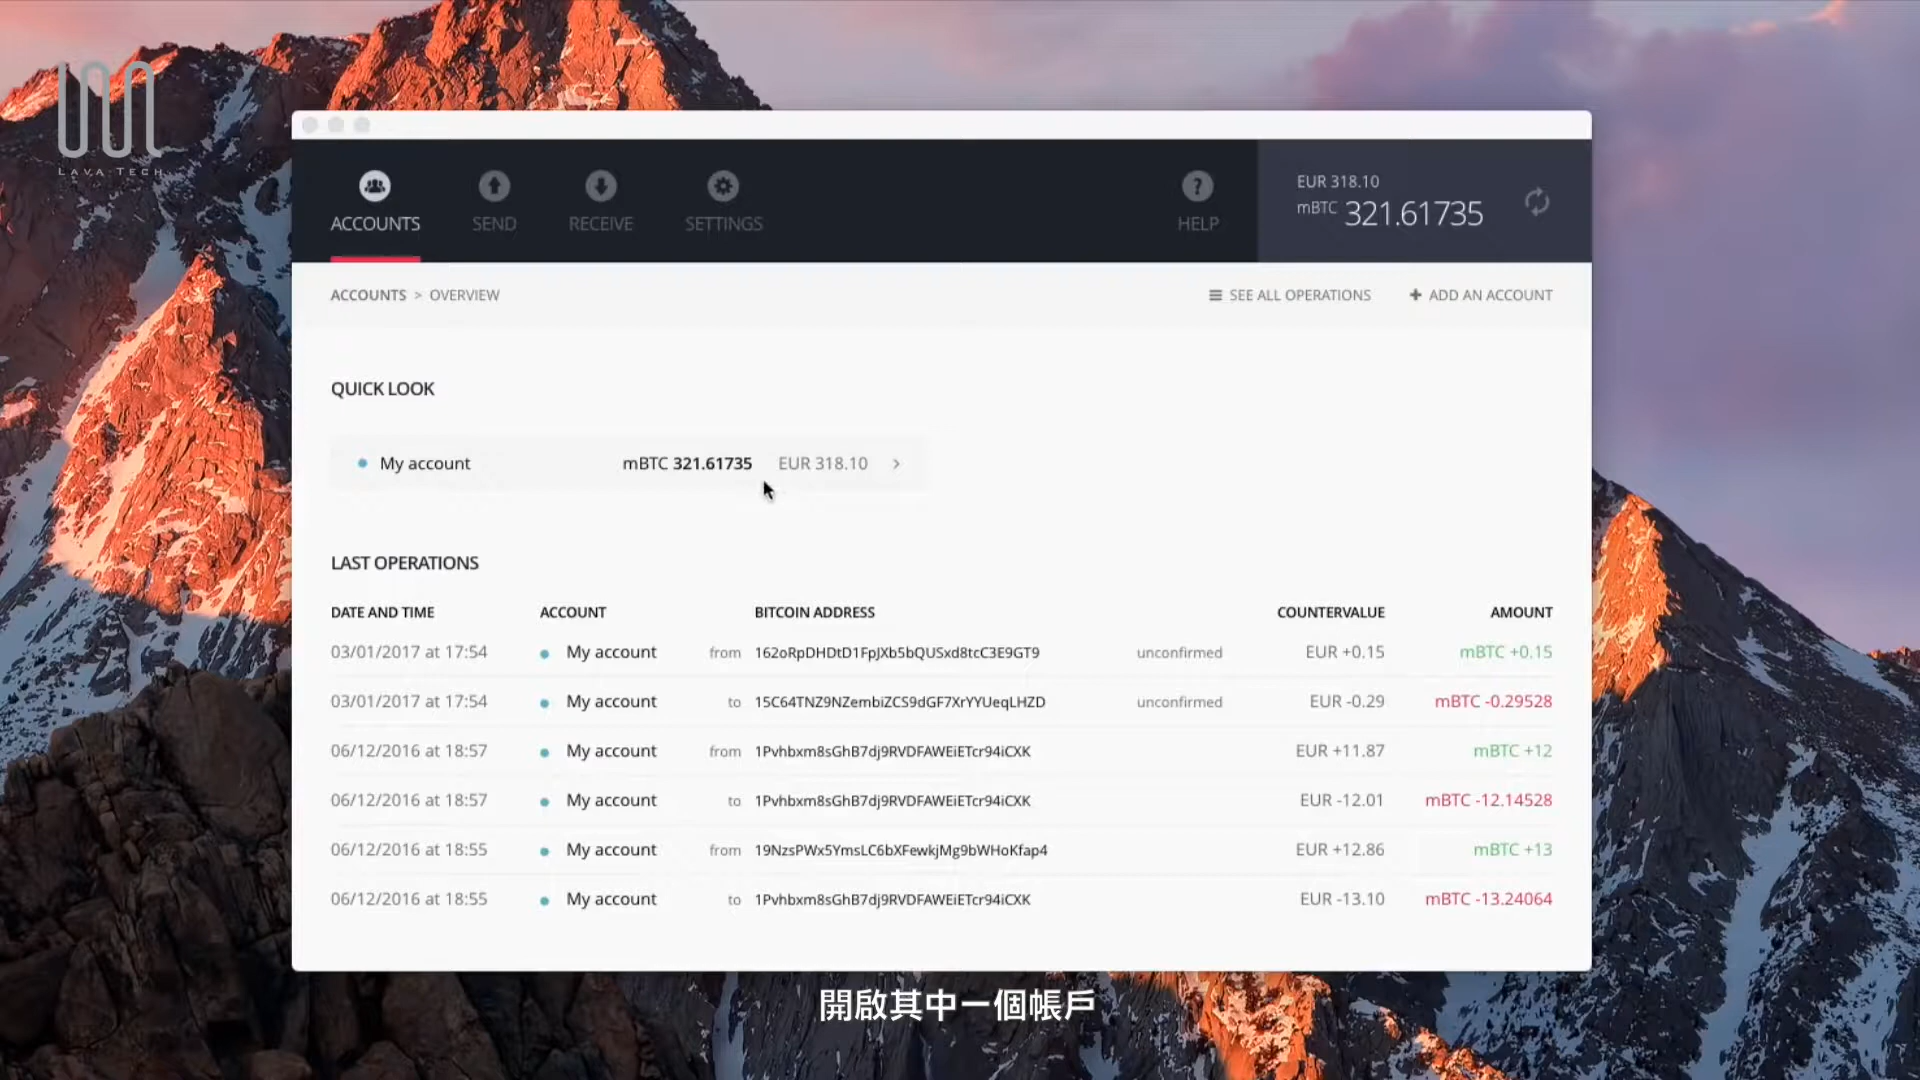 LAVA TECH
ACCOUNTS
SEND
RECEIVE
SETTINGS
HELP
EUR 318.10
mBTC 321.61735
ACCOUNTS > OVERVIEW
SEE ALL OPERATIONS
ADD AN ACCOUNT
QUICK LOOK
My account mBTC 321.61735 EUR 318.10
LAST OPERATIONS
DATE AND TIME ACCOUNT BITCOIN ADDRESS COUNTERVALUE AMOUNT
03/01/2017 at 17:54 My account from 162oRpDHDtD1FpJXb5bQUSxd8tcC3E9GT9 unconfirmed EUR +0.15 mBTC +0.15
03/01/2017 at 17:54 My account to 15C64TNZ9NZembiZCS9dGF7XrYYUeqLHZD unconfirmed EUR -0.29 mBTC -0.29528
06/12/2016 at 18:57 My account from 1Pvhbxm8sGhB7dj9RVDFAWEiETcr94iCXK EUR +11.87 mBTC +12
06/12/2016 at 18:57 My account to 1Pvhbxm8sGhB7dj9RVDFAWEiETcr94iCXK EUR -12.01 mBTC -12.14528
06/12/2016 at 18:55 My account from 19NzsPWx5YmsLC6bXFewkjMg9bWHoKfap4 EUR +12.86 mBTC +13
06/12/2016 at 18:55 My account to 1Pvhbxm8sGhB7dj9RVDFAWEiETcr94iCXK EUR -13.10 mBTC -13.24064
開啟其中一個帳戶